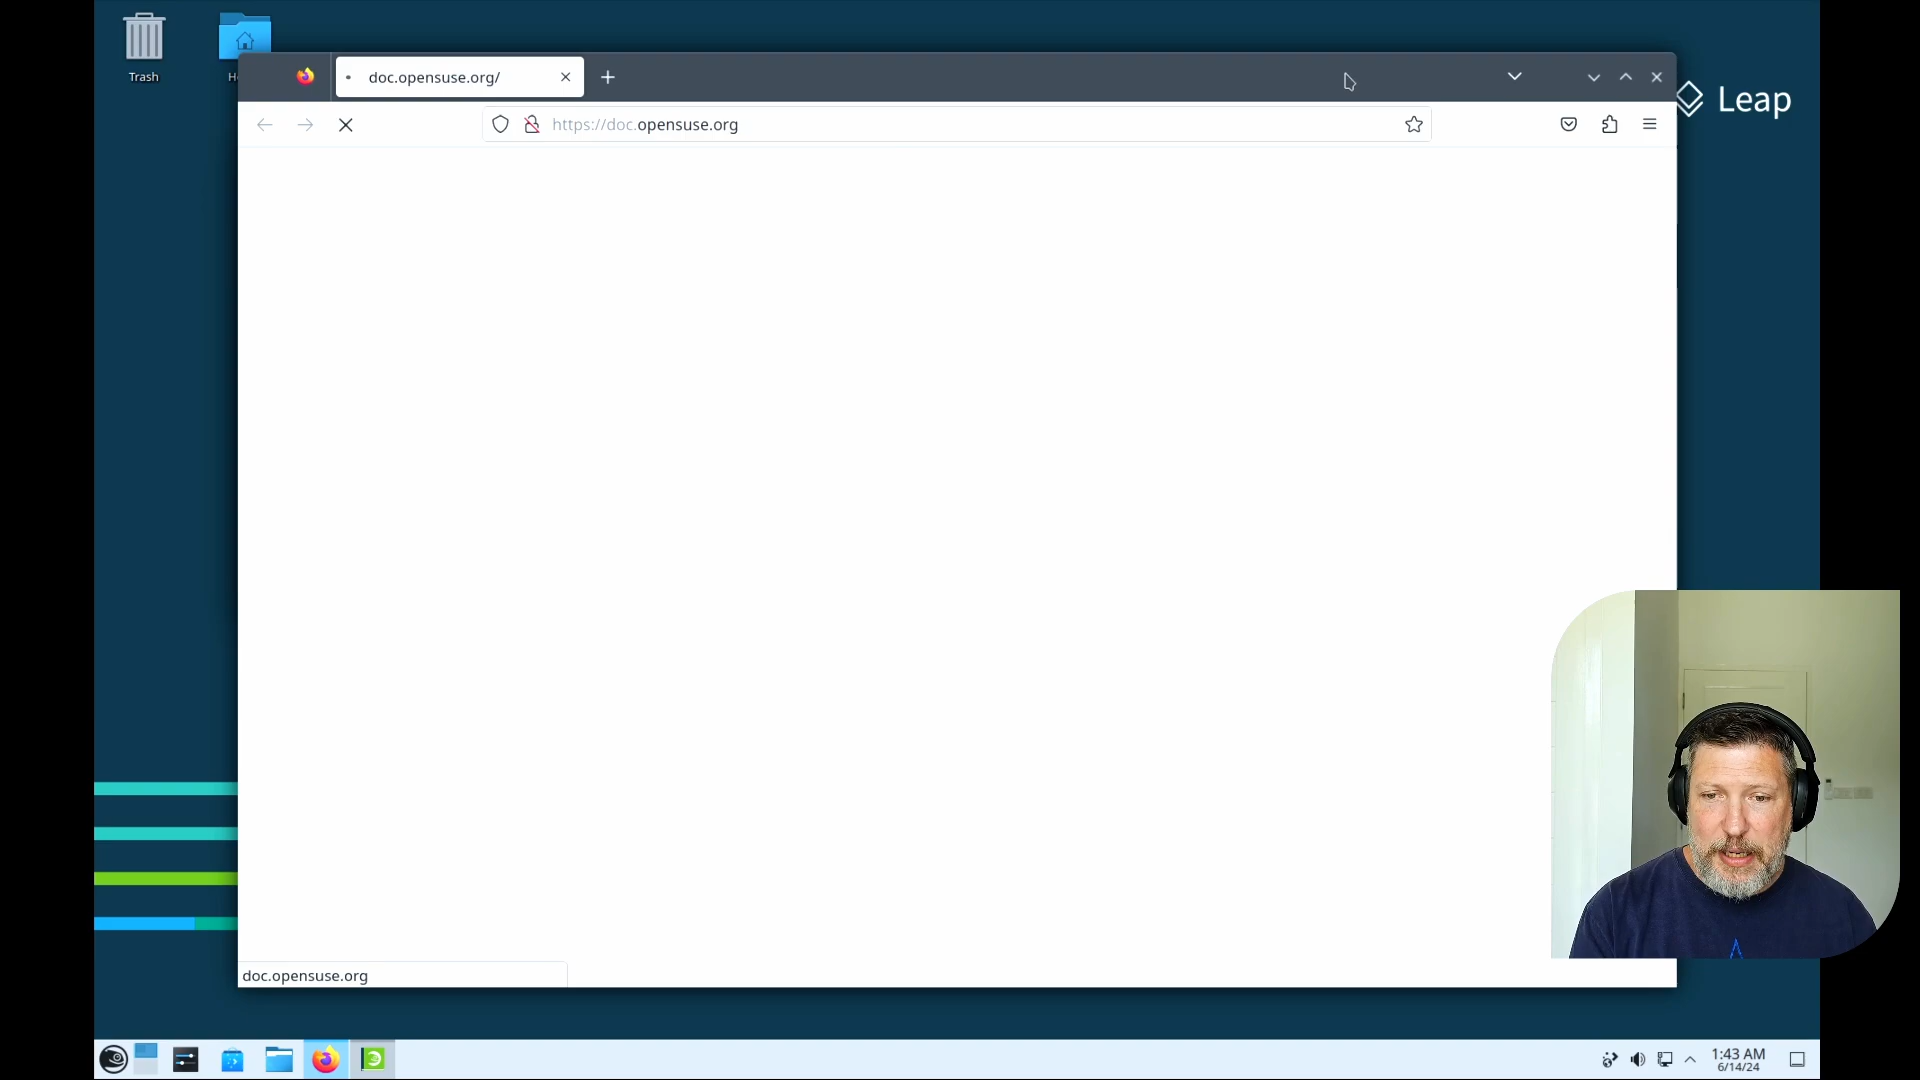 Trash
doc.opensuse.org/
Leap
https://doc.opensuse.org
doc.opensuse.org
1:43 AM
6/14/24